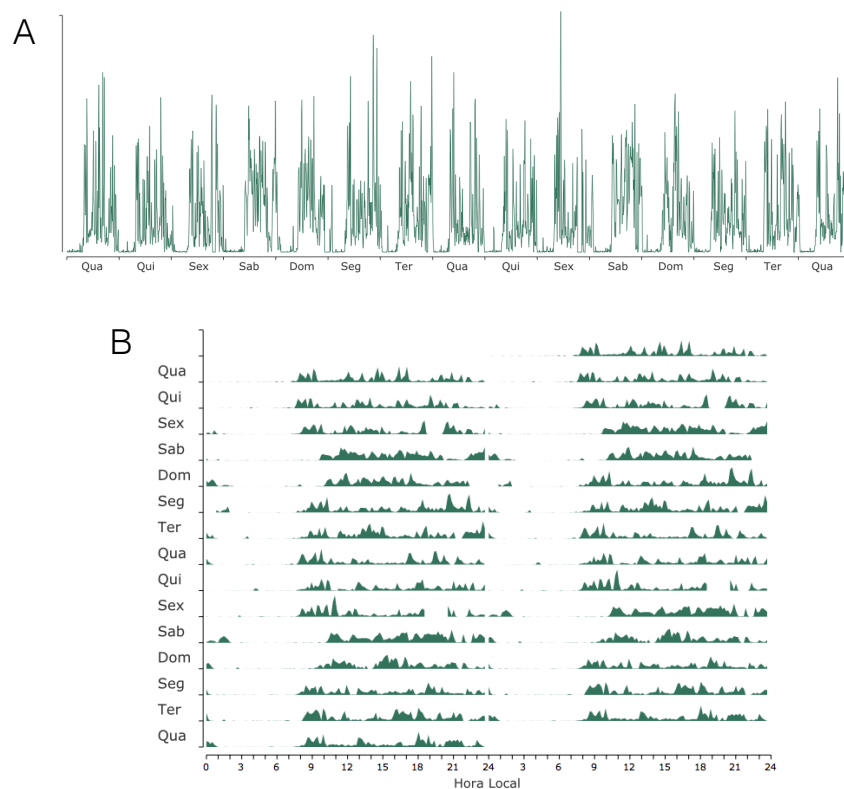 A
Qua Qui Sex Sab Dom Seg Ter Qua Qui Sex Sab Dom Seg Ter Qua
B
Qua
Qui
Sex
Sab
Dom
Seg
Ter
Qua
Qui
Sex
Sab
Dom
Seg
Ter
Qua
0 3 6 9 12 15 18 21 24 3 6 9 12 15 18 21 24
Hora Local